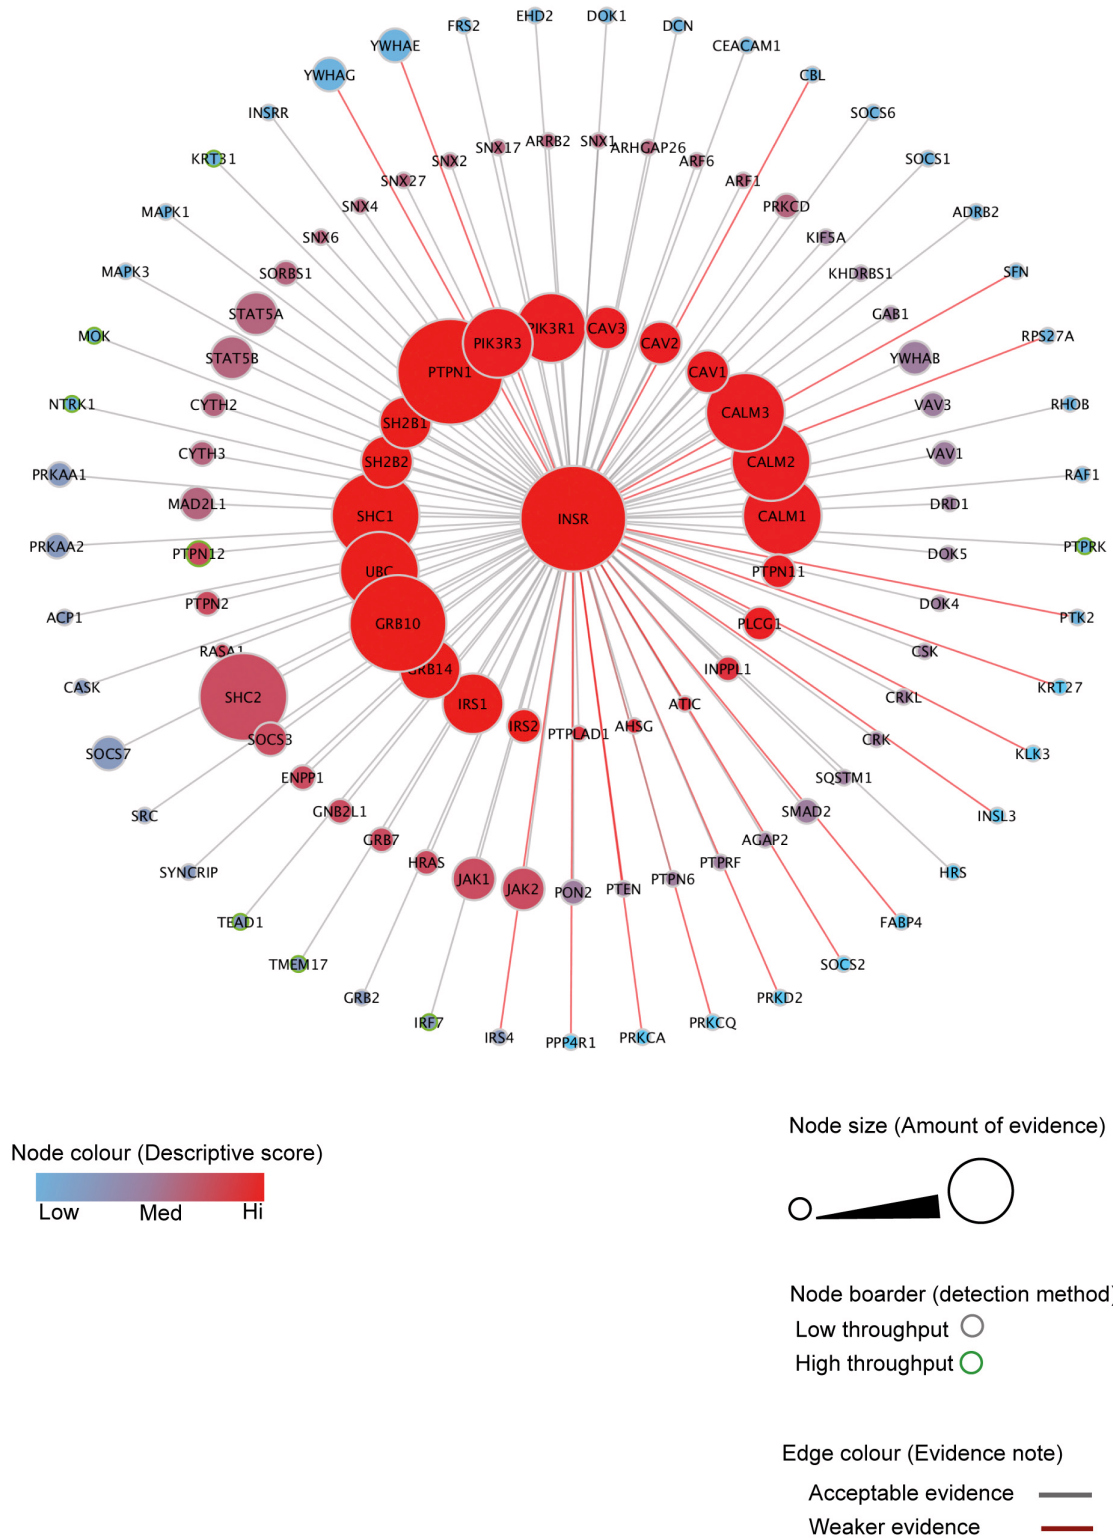 EHD2
DOK1
FRS2
DCN
YWHAE
CEACAM1
YWHAG
CBL
INSRR
SOCS6
SNX17
ARRB2
SNX1
ARHGAP26
KRT31
SNX2
ARF6
SOCS1
SNX27
ARF1
MAPK1
SNX4
PRKCD
ADRB2
SNX6
KIF5A
MAPK3
SORBS1
KHDRBS1
SFN
STAT5A
GAB1
MOK
PIK3R3
PIK3R1
CAV3
CAV2
RPS27A
STAT5B
PTPN1
CAV1
YWHAB
NTRK1
CYTH2
SH2B1
CALM3
VAV3
RHOB
CYTH3
SH2B2
CALM2
VAV1
PRKAA1
RAF1
MAD2L1
SHC1
INSR
CALM1
DRD1
PRKAA2
PTPN12
UBC
PTPN11
DOK5
PTPRK
ACP1
PTPN2
GRB10
PLCG1
DOK4
PTK2
RASA1
CSK
CASK
SHC2
GRB14
INPPL1
CRKL
KRT27
IRS1
ATIC
SOCS7
SOCS3
IRS2
PTPLAD1
AHSG
CRK
KLK3
ENPP1
SQSTM1
SRC
GNB2L1
SMAD2
INSL3
GRB7
AGAP2
SYNCRIP
HRAS
JAK1
JAK2
PON2
PTEN
PTPN6
PTPRF
HRS
TEAD1
FABP4
TMEM17
SOCS2
GRB2
PRKD2
IRF7
IRS4
PPP4R1
PRKCA
PRKCQ
Node colour (Descriptive score)
Low Med Hi
Node size (Amount of evidence)
Node boarder (detection method)
Low throughput
High throughput
Edge colour (Evidence note)
Acceptable evidence
Weaker evidence